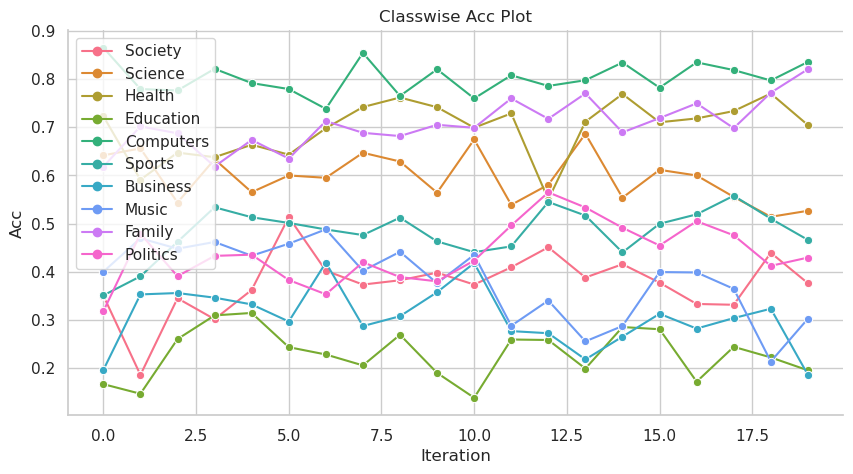 Classwise Acc Plot
0.9
0.8
0.7
0.6
0.5
0.4
0.3
0.2
Acc
Society
Science
Health
Education
Computers
Sports
Business
Music
Family
Politics
0.0 2.5 5.0 7.5 10.0 12.5 15.0 17.5
Iteration